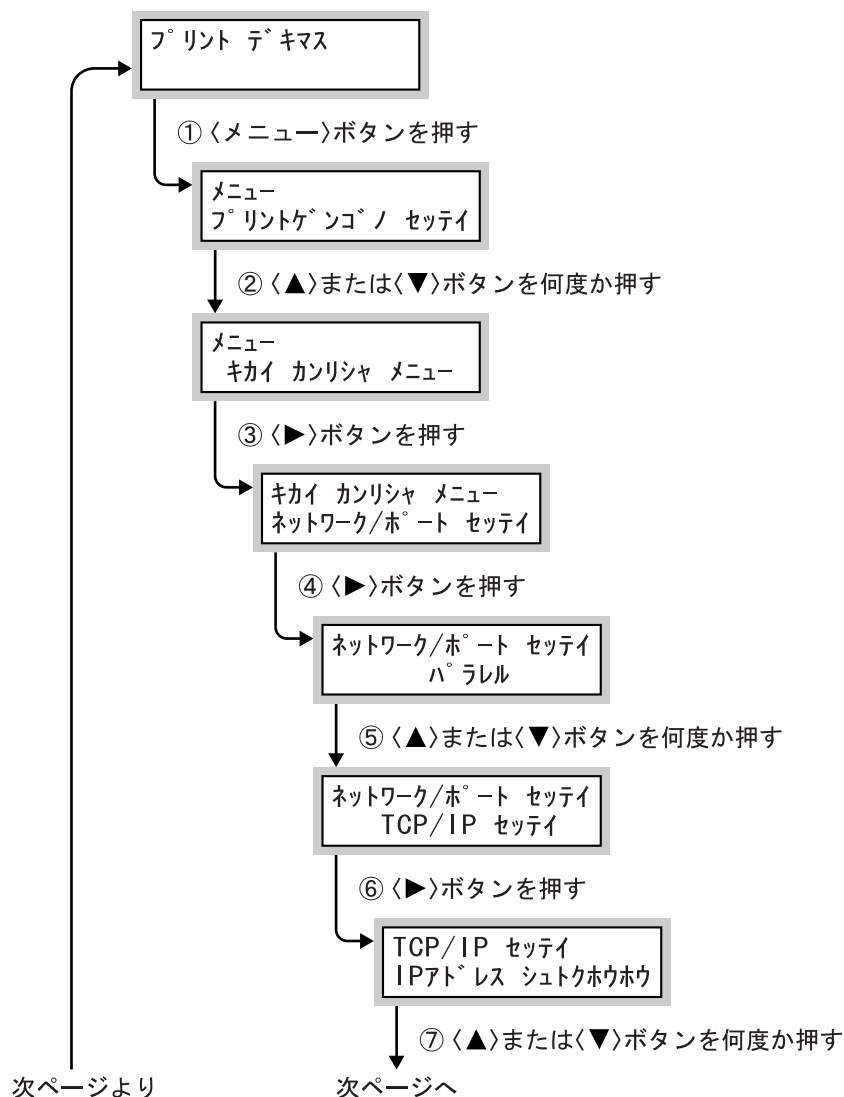 ﾌﾟﾘﾝﾄ ﾃﾞｷﾏｽ
①〈メニュー〉ボタンを押す
ﾒﾆｭｰ
ﾌﾟﾘﾝﾄｹﾞﾝｺﾞﾉ ｾｯﾃｲ
②〈▲〉または〈▼〉ボタンを何度か押す
ﾒﾆｭｰ
ｷｶｲ ｶﾝﾘｼｬ ﾒﾆｭｰ
③〈▶〉ボタンを押す
ｷｶｲ ｶﾝﾘｼｬ ﾒﾆｭｰ
ﾈｯﾄﾜｰｸ/ﾎﾟｰﾄ ｾｯﾃｲ
④〈▶〉ボタンを押す
ﾈｯﾄﾜｰｸ/ﾎﾟｰﾄ ｾｯﾃｲ
ﾊﾟﾗﾚﾙ
⑤〈▲〉または〈▼〉ボタンを何度か押す
ﾈｯﾄﾜｰｸ/ﾎﾟｰﾄ ｾｯﾃｲ
TCP/IP ｾｯﾃｲ
⑥〈▶〉ボタンを押す
TCP/IP ｾｯﾃｲ
IPｱﾄﾞﾚｽ ｼｭﾄｸﾎｳﾎｳ
⑦〈▲〉または〈▼〉ボタンを何度か押す
次ページより
次ページへ